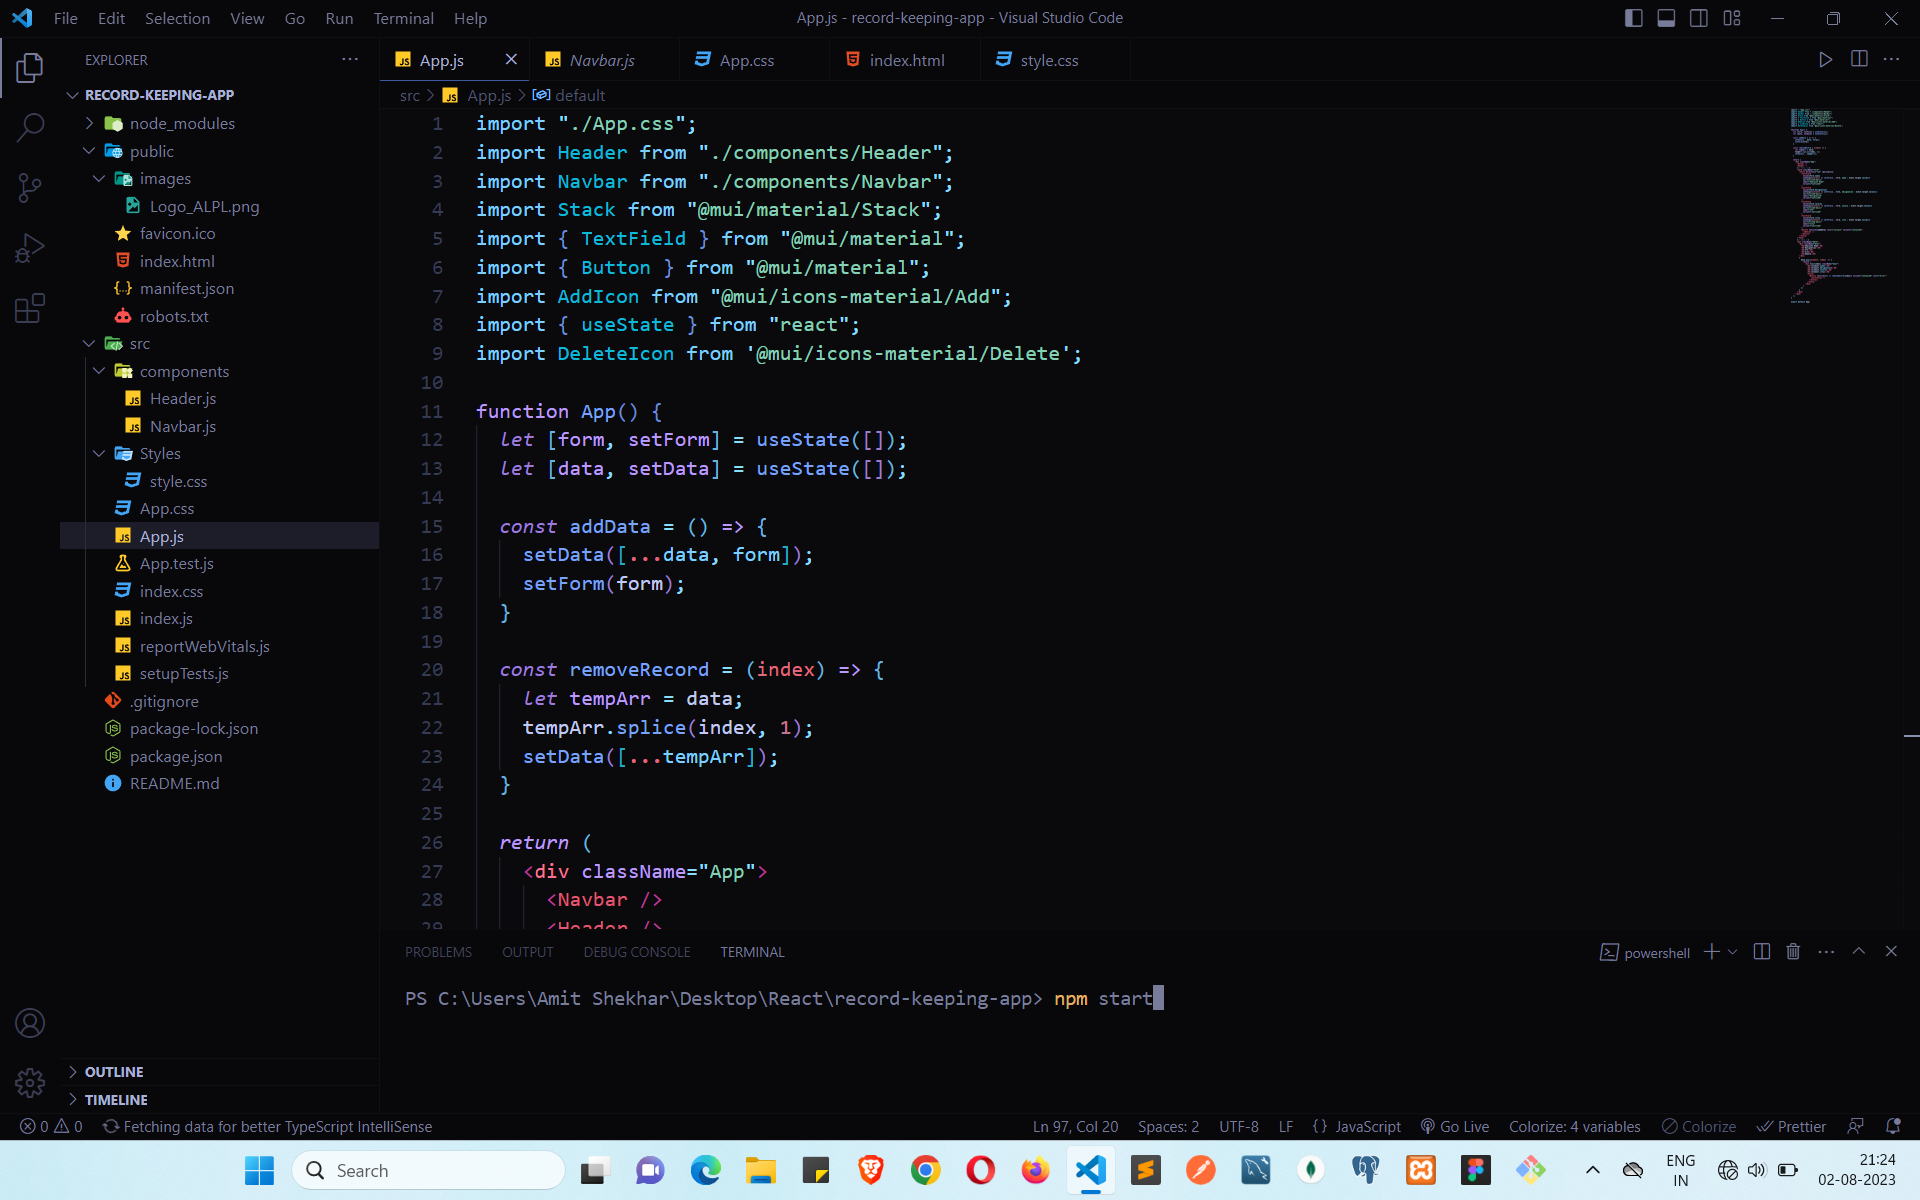 File Edit Selection View Go Run Terminal Help
App.js - record-keeping-app - Visual Studio Code
EXPLORER
RECORD-KEEPING-APP
node_modules
public
images
Logo_ALPL.png
favicon.ico
index.html
manifest.json
robots.txt
src
components
Header.js
Navbar.js
Styles
style.css
App.css
App.js
App.test.js
index.css
index.js
reportWebVitals.js
setupTests.js
.gitignore
package-lock.json
package.json
README.md
OUTLINE
TIMELINE
App.js Navbar.js App.css index.html style.css
src > App.js > default
1 import "./App.css";
2 import Header from "./components/Header";
3 import Navbar from "./components/Navbar";
4 import Stack from "@mui/material/Stack";
5 import { TextField } from "@mui/material";
6 import { Button } from "@mui/material";
7 import AddIcon from "@mui/icons-material/Add";
8 import { useState } from "react";
9 import DeleteIcon from '@mui/icons-material/Delete';
10
11 function App() {
12 let [form, setForm] = useState([]);
13 let [data, setData] = useState([]);
14
15 const addData = () => {
16 setData([...data, form]);
17 setForm(form);
18 }
19
20 const removeRecord = (index) => {
21 let tempArr = data;
22 tempArr.splice(index, 1);
23 setData([...tempArr]);
24 }
25
26 return (
27 <div className="App">
28 <Navbar />
29 <Header />
PROBLEMS OUTPUT DEBUG CONSOLE TERMINAL
powershell
PS C:\Users\Amit Shekhar\Desktop\React\record-keeping-app> npm start
0 0 Fetching data for better TypeScript IntelliSense
Ln 97, Col 20 Spaces: 2 UTF-8 LF {} JavaScript Go Live Colorize: 4 variables Colorize Prettier
Search
ENG
IN
21:24
02-08-2023